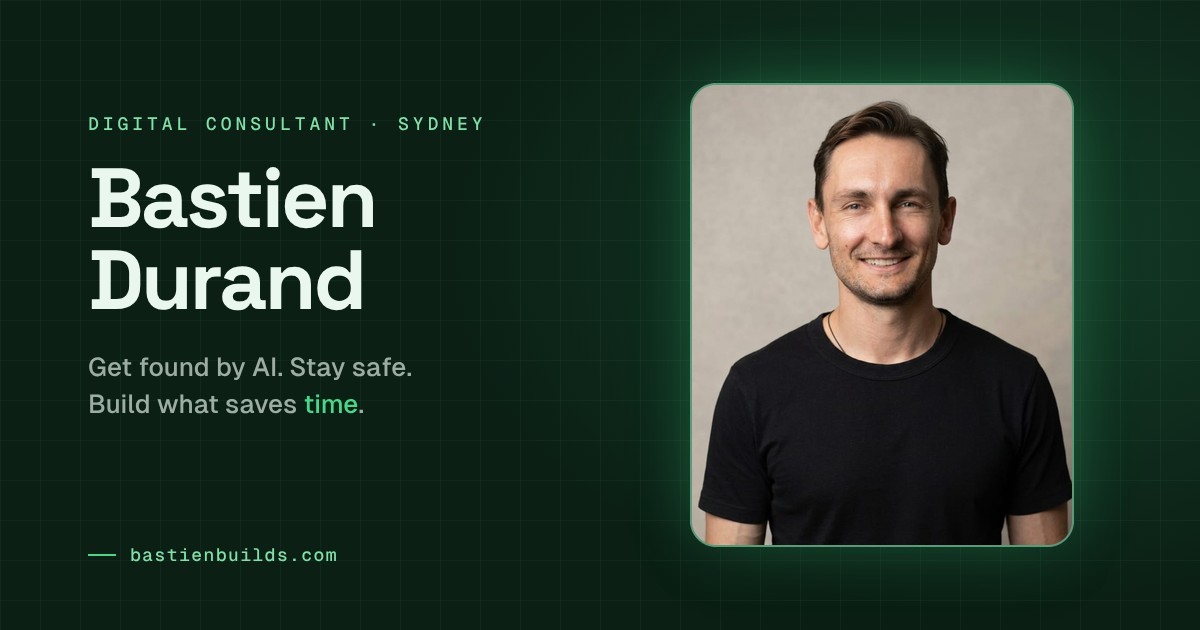 DIGITAL CONSULTANT · SYDNEY
Bastien
Durand
Get found by AI. Stay safe.
Build what saves time.
bastienbuilds.com